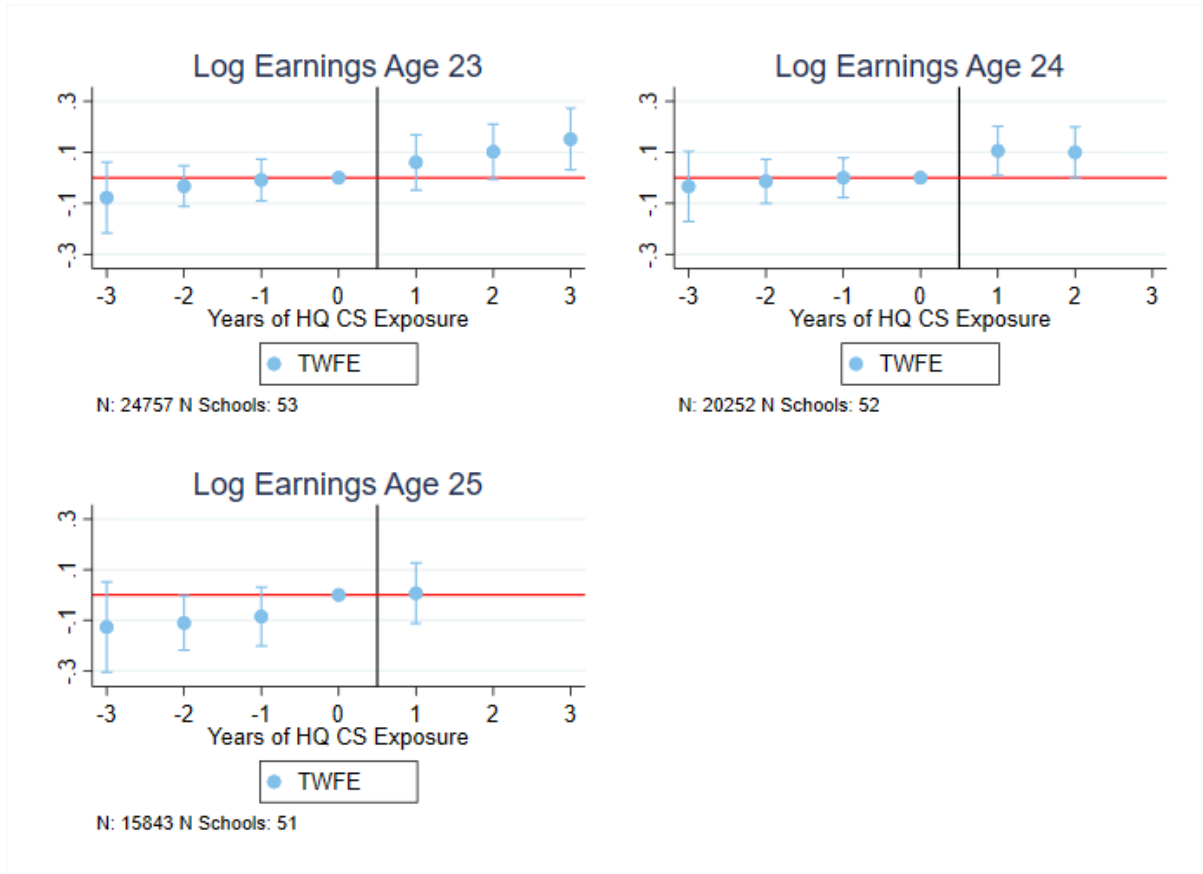 Log Earnings Age 23
.3
.1
-.1
-.3
-3 -2 -1 0 1 2 3
Years of HQ CS Exposure
TWFE
N: 24757 N Schools: 53
Log Earnings Age 24
.3
.1
-.1
-.3
-3 -2 -1 0 1 2 3
Years of HQ CS Exposure
TWFE
N: 20252 N Schools: 52
Log Earnings Age 25
.3
.1
-.1
-.3
-3 -2 -1 0 1 2 3
Years of HQ CS Exposure
TWFE
N: 15843 N Schools: 51